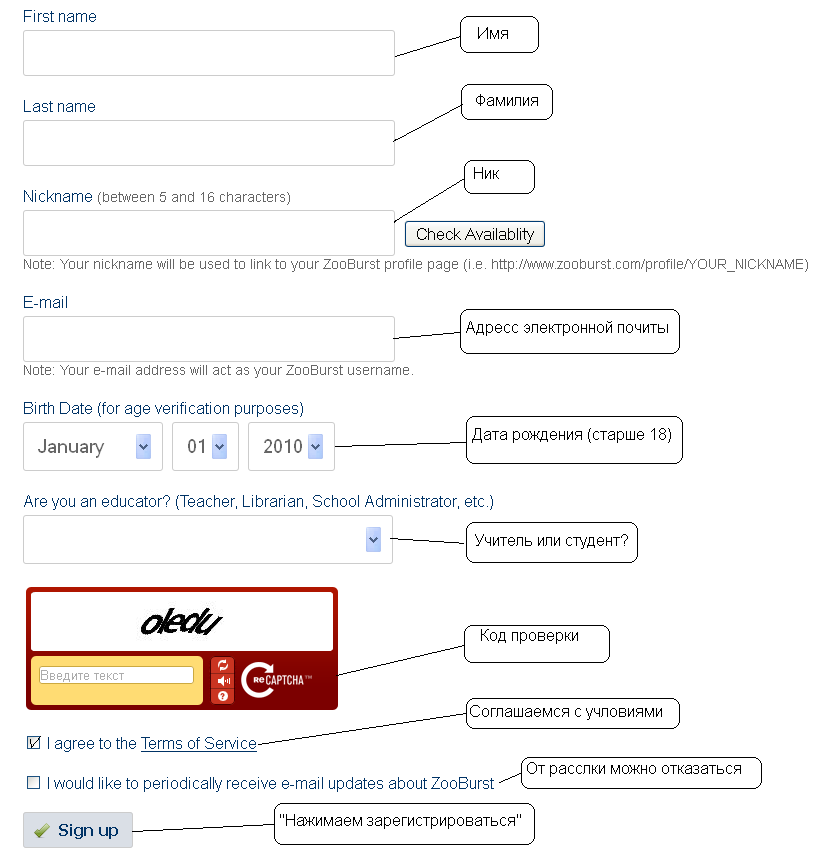 First name
Имя
Last name
Фамилия
Nickname (between 5 and 16 characters)
Ник
Check Availablity
Note: Your nickname will be used to link to your ZooBurst profile page (i.e. http://www.zooburst.com/profile/YOUR_NICKNAME)
E-mail
Адресс электронной почиты
Note: Your e-mail address will act as your ZooBurst username.
Birth Date (for age verification purposes)
January 01 2010
Дата рождения (старше 18)
Are you an educator? (Teacher, Librarian, School Administrator, etc.)
Учитель или студент?
oledu
Код проверки
Введите текст
reCAPTCHA™
Соглашаемся с учловиями
I agree to the Terms of Service
От расслки можно отказаться
I would like to periodically receive e-mail updates about ZooBurst
Sign up
"Нажимаем зарегистрироваться"